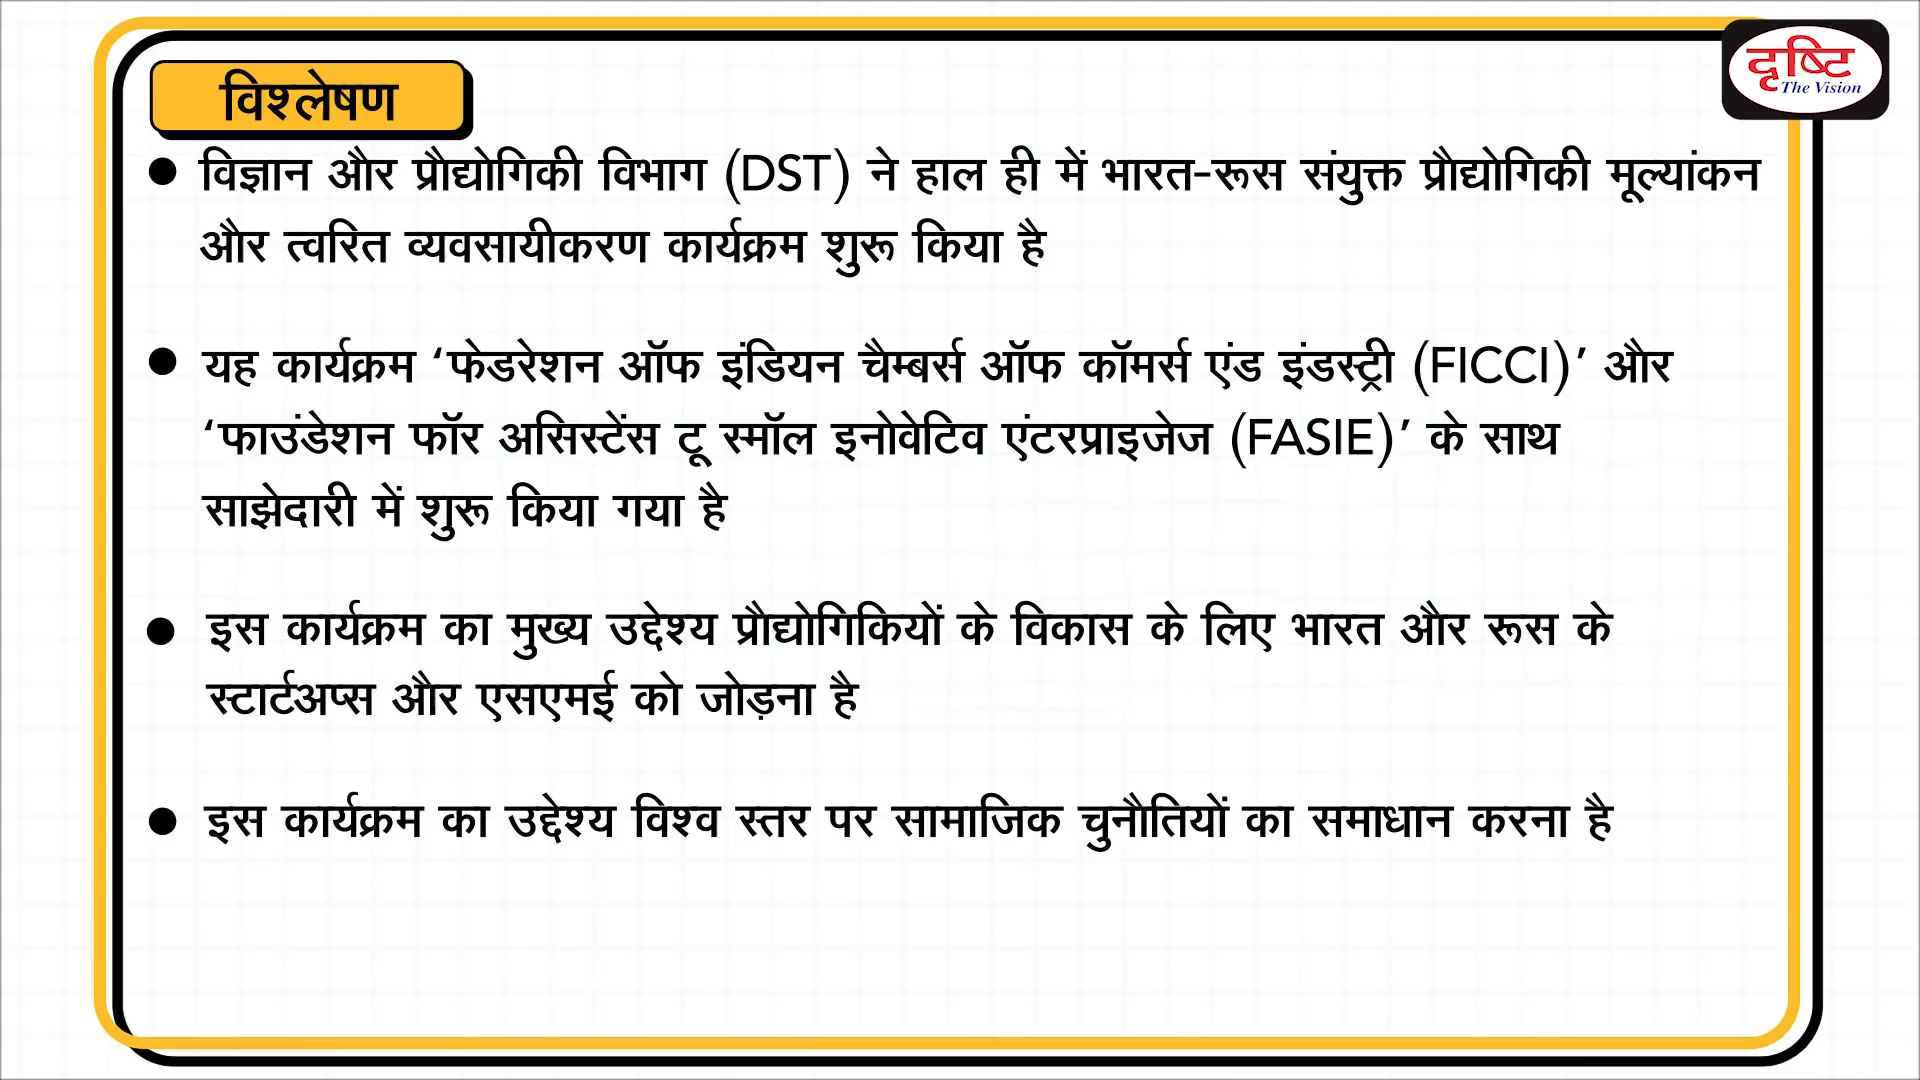 दृष्टि
The Vision
विश्लेषण
● विज्ञान और प्रौद्योगिकी विभाग (DST) ने हाल ही में भारत-रूस संयुक्त प्रौद्योगिकी मूल्यांकन
और त्वरित व्यवसायीकरण कार्यक्रम शुरू किया है
● यह कार्यक्रम ‘फेडरेशन ऑफ इंडियन चैम्बर्स ऑफ कॉमर्स एंड इंडस्ट्री (FICCI)’ और
‘फाउंडेशन फॉर असिस्टेंस टू स्मॉल इनोवेटिव एंटरप्राइजेज (FASIE)’ के साथ
साझेदारी में शुरू किया गया है
● इस कार्यक्रम का मुख्य उद्देश्य प्रौद्योगिकियों के विकास के लिए भारत और रूस के
स्टार्टअप्स और एसएमई को जोड़ना है
● इस कार्यक्रम का उद्देश्य विश्व स्तर पर सामाजिक चुनौतियों का समाधान करना है